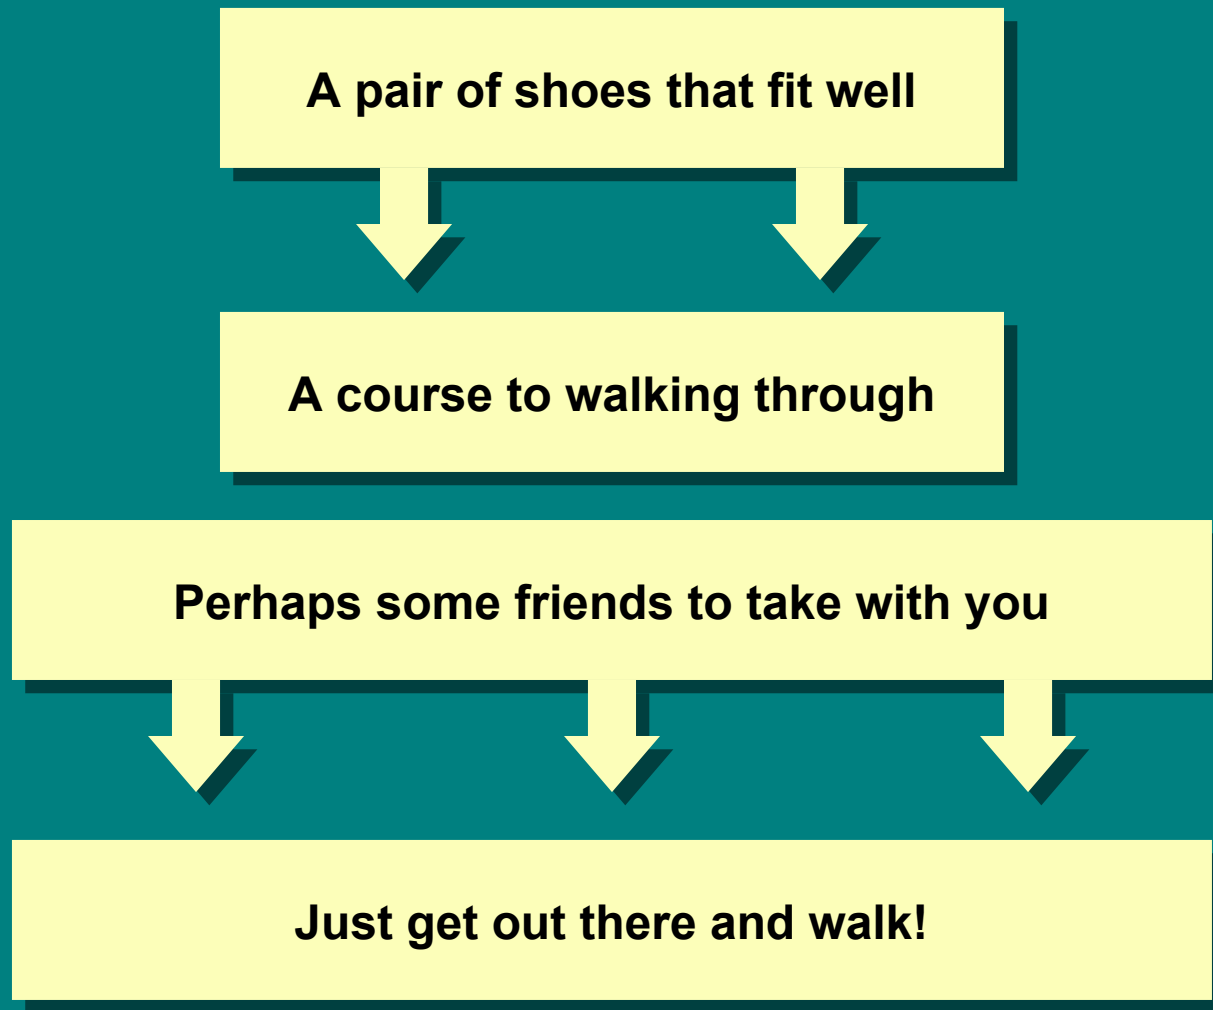 A pair of shoes that fit well
A course to walking through
Perhaps some friends to take with you
Just get out there and walk!